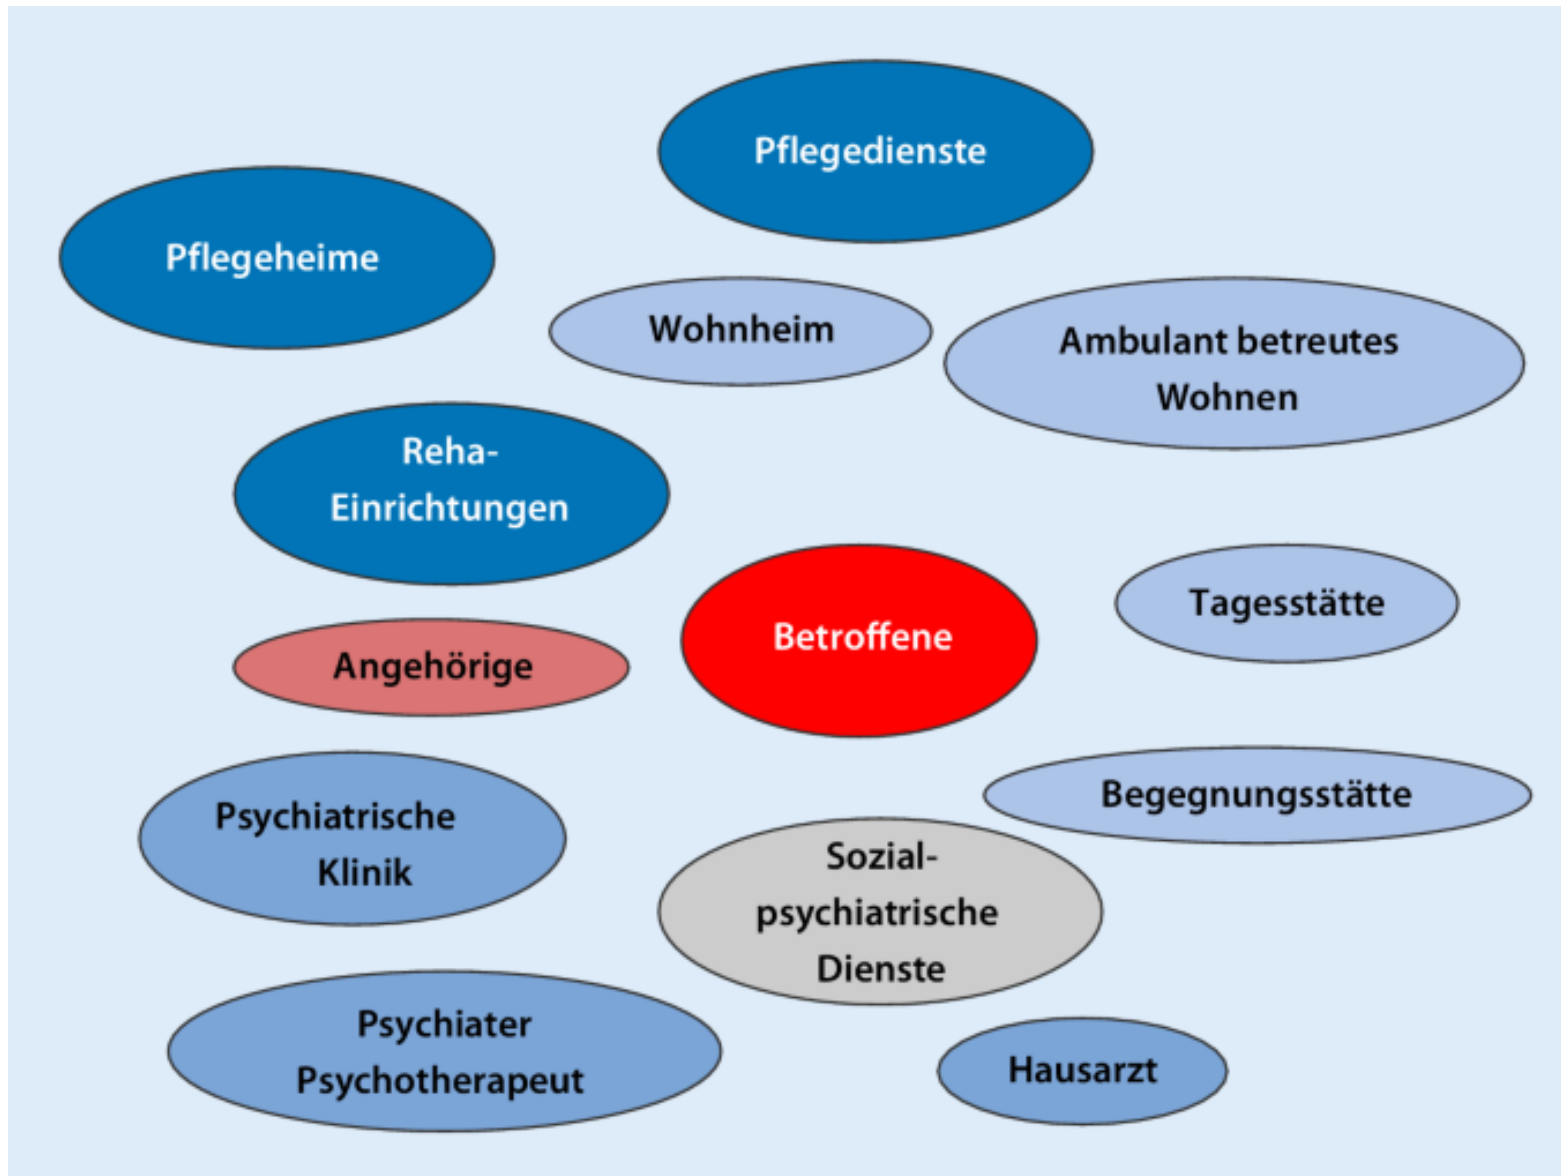 Pflegedienste
Pflegeheime
Wohnheim
Ambulant betreutes
Wohnen
Reha-
Einrichtungen
Betroffene
Tagesstätte
Angehörige
Begegnungsstätte
Psychiatrische
Klinik
Sozial-
psychiatrische
Dienste
Psychiater
Psychotherapeut
Hausarzt